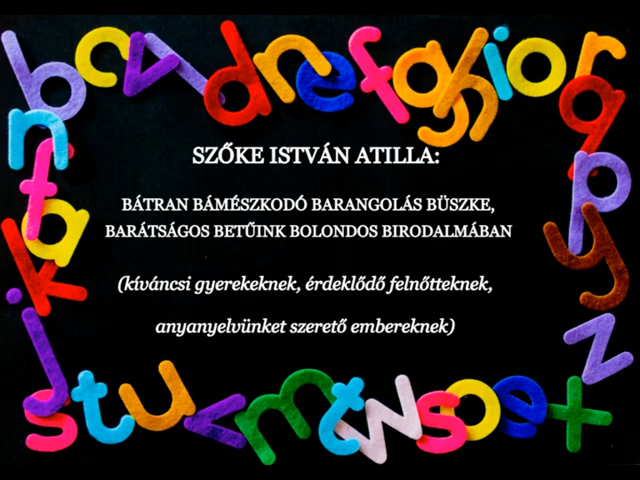 SZŐKE ISTVÁN ATILLA:
BÁTRAN BÁMÉSZKODÓ BARANGOLÁS BÜSZKE,
BARÁTSÁGOS BETŰINK BOLONDOS BIRODALMÁBAN
(kíváncsi gyerekeknek, érdeklődő felnőtteknek,
anyanyelvünket szerető embereknek)